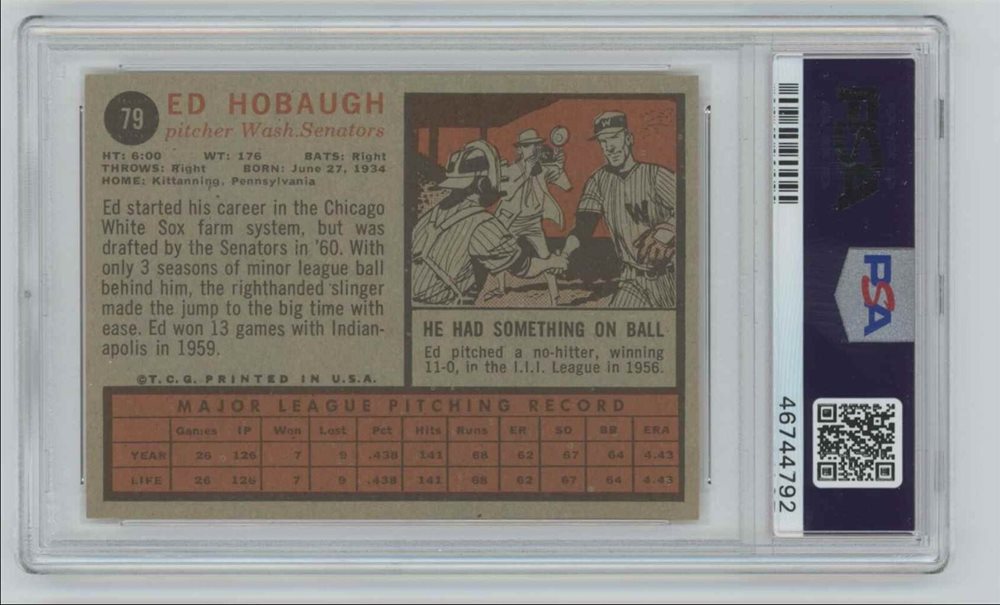 79
ED HOBAUGH
pitcher Wash. Senators
HT: 6:00 WT: 176 BATS: Right
THROWS: Right BORN: June 27, 1934
HOME: Kittanning, Pennsylvania
Ed started his career in the Chicago
White Sox farm system, but was
drafted by the Senators in '60. With
only 3 seasons of minor league ball
behind him, the righthanded slinger
made the jump to the big time with
ease. Ed won 13 games with Indian-
apolis in 1959.
©T.C.G. PRINTED IN U.S.A.
W
W
HE HAD SOMETHING ON BALL
Ed pitched a no-hitter, winning
11-0, in the I.I.I. League in 1956.
MAJOR LEAGUE PITCHING RECORD
Games IP Won Lost Pct Hits Runs ER SO BB ERA
YEAR 26 126 7 9 .438 141 68 62 67 64 4.43
LIFE 26 126 7 9 .438 141 68 62 67 64 4.43
PSA
PSA
46744792